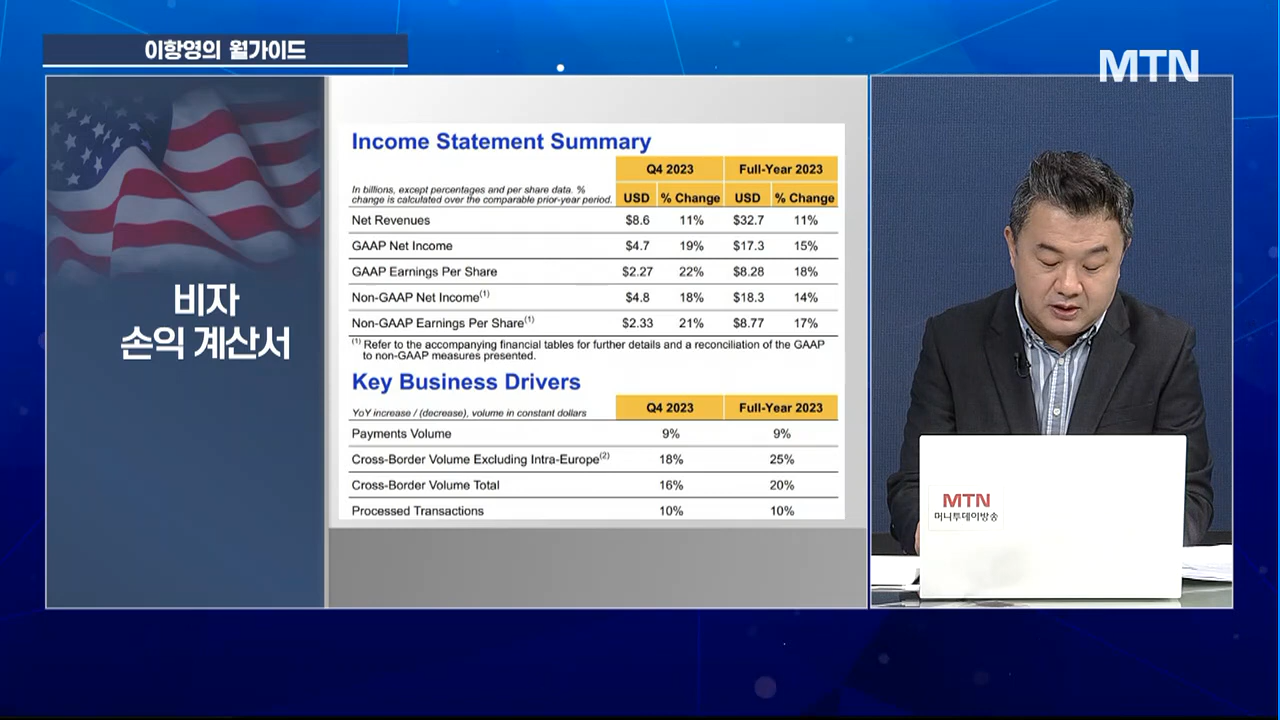 이항영의 월가이드
MTN
비자
손익 계산서
Income Statement Summary
Q4 2023 Full-Year 2023
In billions, except percentages and per share data. %
change is calculated over the comparable prior-year period.
USD % Change USD % Change
Net Revenues $8.6 11% $32.7 11%
GAAP Net Income $4.7 19% $17.3 15%
GAAP Earnings Per Share $2.27 22% $8.28 18%
Non-GAAP Net Income(1) $4.8 18% $18.3 14%
Non-GAAP Earnings Per Share(1) $2.33 21% $8.77 17%
(1) Refer to the accompanying financial tables for further details and a reconciliation of the GAAP
to non-GAAP measures presented.
Key Business Drivers
YoY increase / (decrease), volume in constant dollars Q4 2023 Full-Year 2023
Payments Volume 9% 9%
Cross-Border Volume Excluding Intra-Europe(2) 18% 25%
Cross-Border Volume Total 16% 20%
Processed Transactions 10% 10%
MTN
머니투데이방송